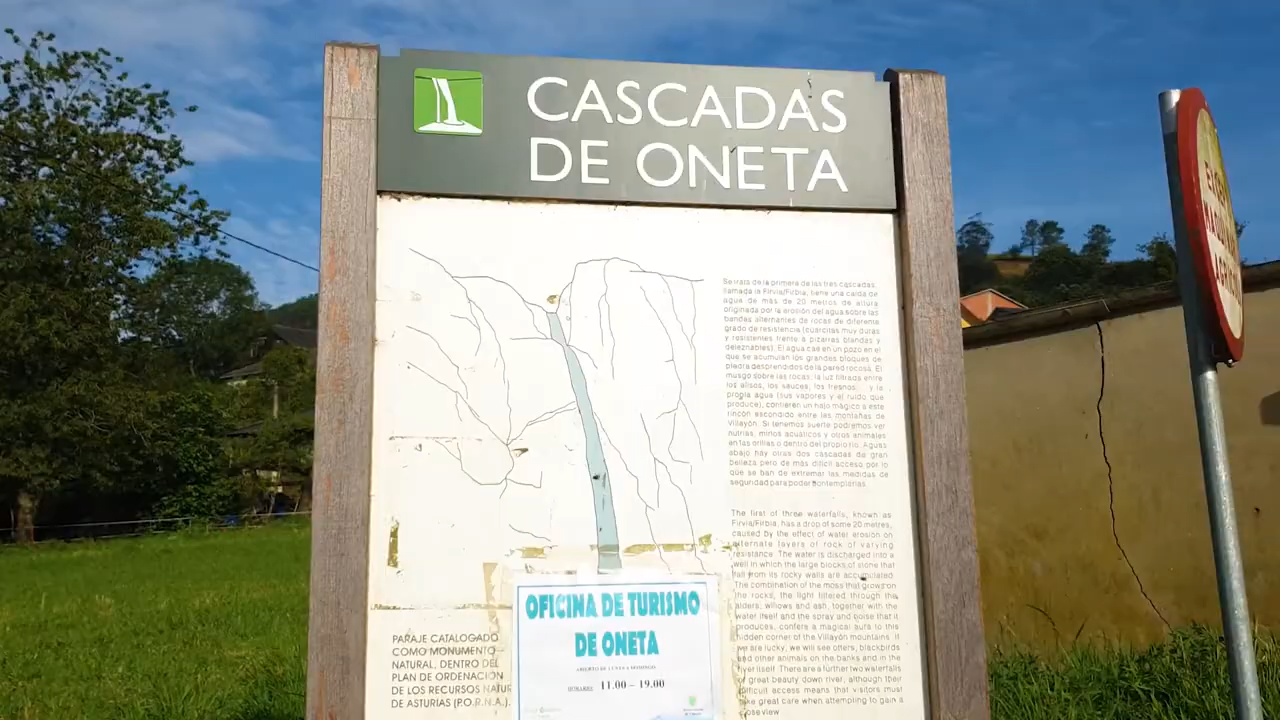 CASCADAS
DE ONETA
Se trata de la primera de las tres cascadas,
llamada la Firvia/Firbia, tiene una caída de
agua de más de 20 metros de altura
originada por la erosión del agua sobre las
bandas alternantes de rocas de diferente
grado de resistencia (cuarcitas muy duras
y resistentes frente a pizarras blandas y
deleznables). El agua cae en un pozo en el
que se acumulan los grandes bloques de
piedra desprendidos de la pared rocosa. El
musgo sobre las rocas; la luz filtrada entre
los alisos, los sauces, los fresnos; y la
propia agua (sus vapores y el ruido que
produce), confieren un halo mágico a este
rincón escondido entre las montañas de
Villayón. Si tenemos suerte podremos ver
nutrias, mirlos acuáticos y otros animales
en las orillas o dentro del propio río. Aguas
abajo hay otras dos cascadas de gran
belleza pero de más difícil acceso por lo
que se han de extremar las medidas de
seguridad para poder contemplarlas.
The first of three waterfalls, known as
Firvia/Firbia, has a drop of some 20 metres,
caused by the effect of water erosion on
alternate layers of rock of varying
resistance. The water is discharged into a
well in which the large blocks of stone that
fall from its rocky walls are accumulated.
The combination of the moss that grows on
the rocks, the light filtered through the
alders, willows and ash, together with the
water itself and the spray and boise that it
produces, confers a magical aura to this
hidden corner of the Villayón mountains. If
we are lucky, we will see otters, blackbirds
and other animals on the banks and in the
river itself. There are a further two waterfalls
of great beauty down river, although their
difficult access means that visitors must
take great care when attempting to gain a
close view
PARAJE CATALOGADO
COMO MONUMENTO
NATURAL, DENTRO DEL
PLAN DE ORDENACIÓN
DE LOS RECURSOS NATUR
DE ASTURIAS (P.O.R.N.A.).
OFICINA DE TURISMO
DE ONETA
ABIERTO DE LUNES A DOMINGO
HORARIO: 11.00 – 19.00